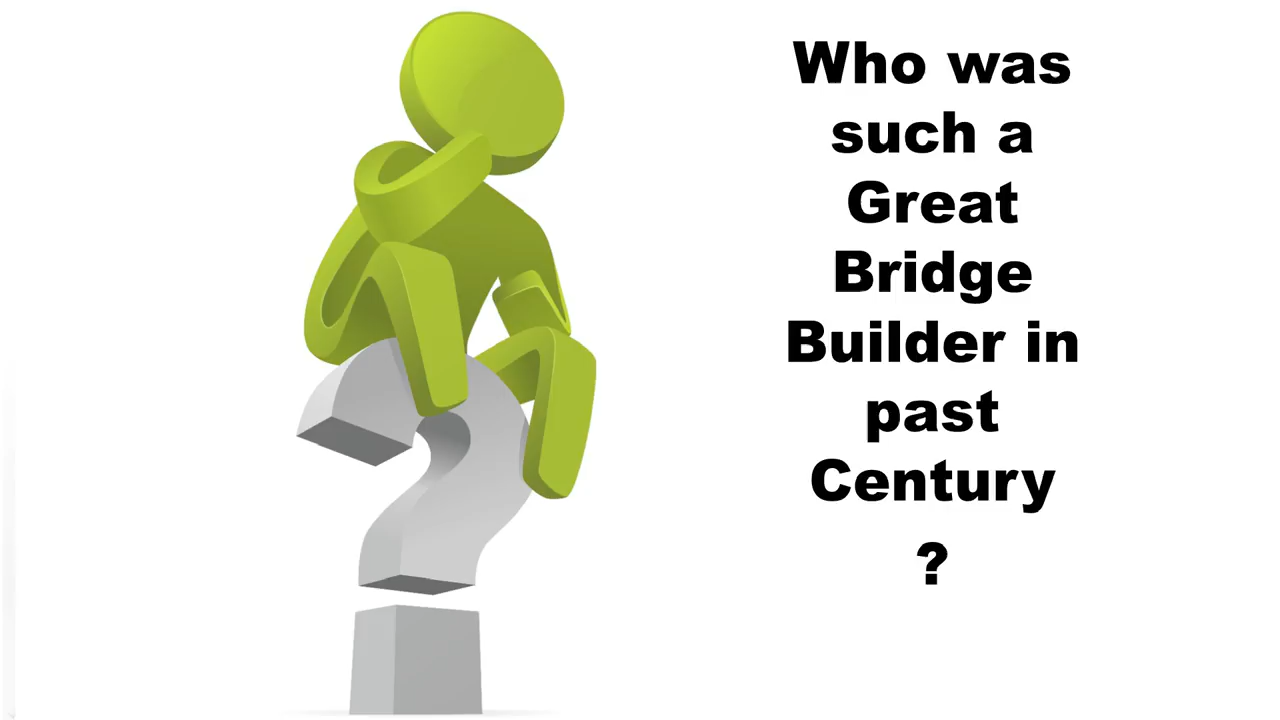 Who was
such a
Great
Bridge
Builder in
past
Century
?